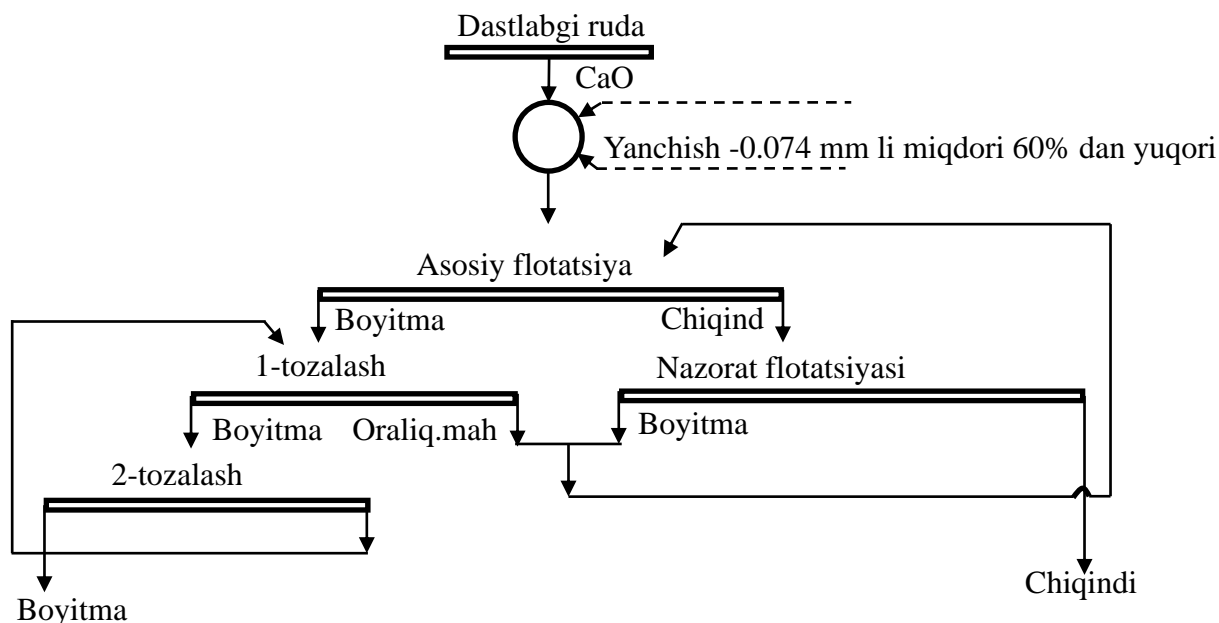 Dastlabgi ruda
CaO
Yanchish -0.074 mm li miqdori 60% dan yuqori
Asosiy flotatsiya
Boyitma
Chiqind
1-tozalash
Nazorat flotatsiyasi
Boyitma
Oraliq.mah
Boyitma
2-tozalash
Chiqindi
Boyitma